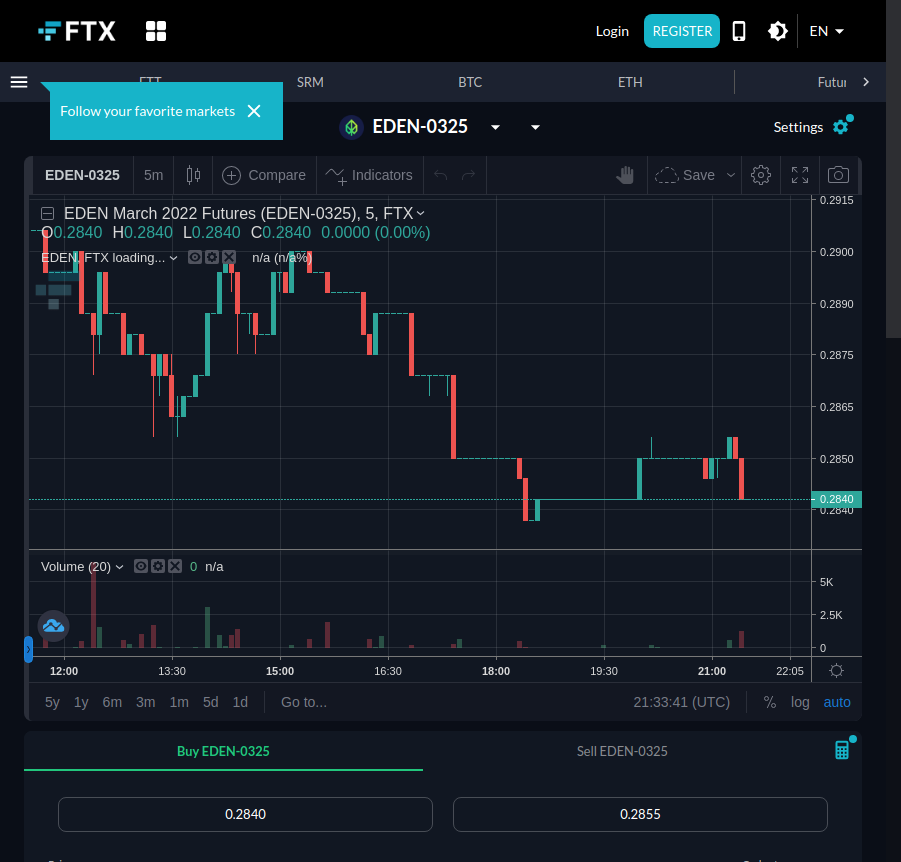 FTX
Login REGISTER EN
FTT SRM BTC ETH Futur
Follow your favorite markets
EDEN-0325
Settings
EDEN-0325 5m Compare Indicators Save
EDEN March 2022 Futures (EDEN-0325), 5, FTX
O0.2840 H0.2840 L0.2840 C0.2840 0.0000 (0.00%)
EDEN, FTX loading... n/a (n/a%)
0.2915
0.2900
0.2890
0.2875
0.2865
0.2850
0.2840
0.2840
Volume (20) 0 n/a
5K
2.5K
0
12:00 13:30 15:00 16:30 18:00 19:30 21:00 22:05
5y 1y 6m 3m 1m 5d 1d Go to... 21:33:41 (UTC) % log auto
Buy EDEN-0325 Sell EDEN-0325
0.2840 0.2855